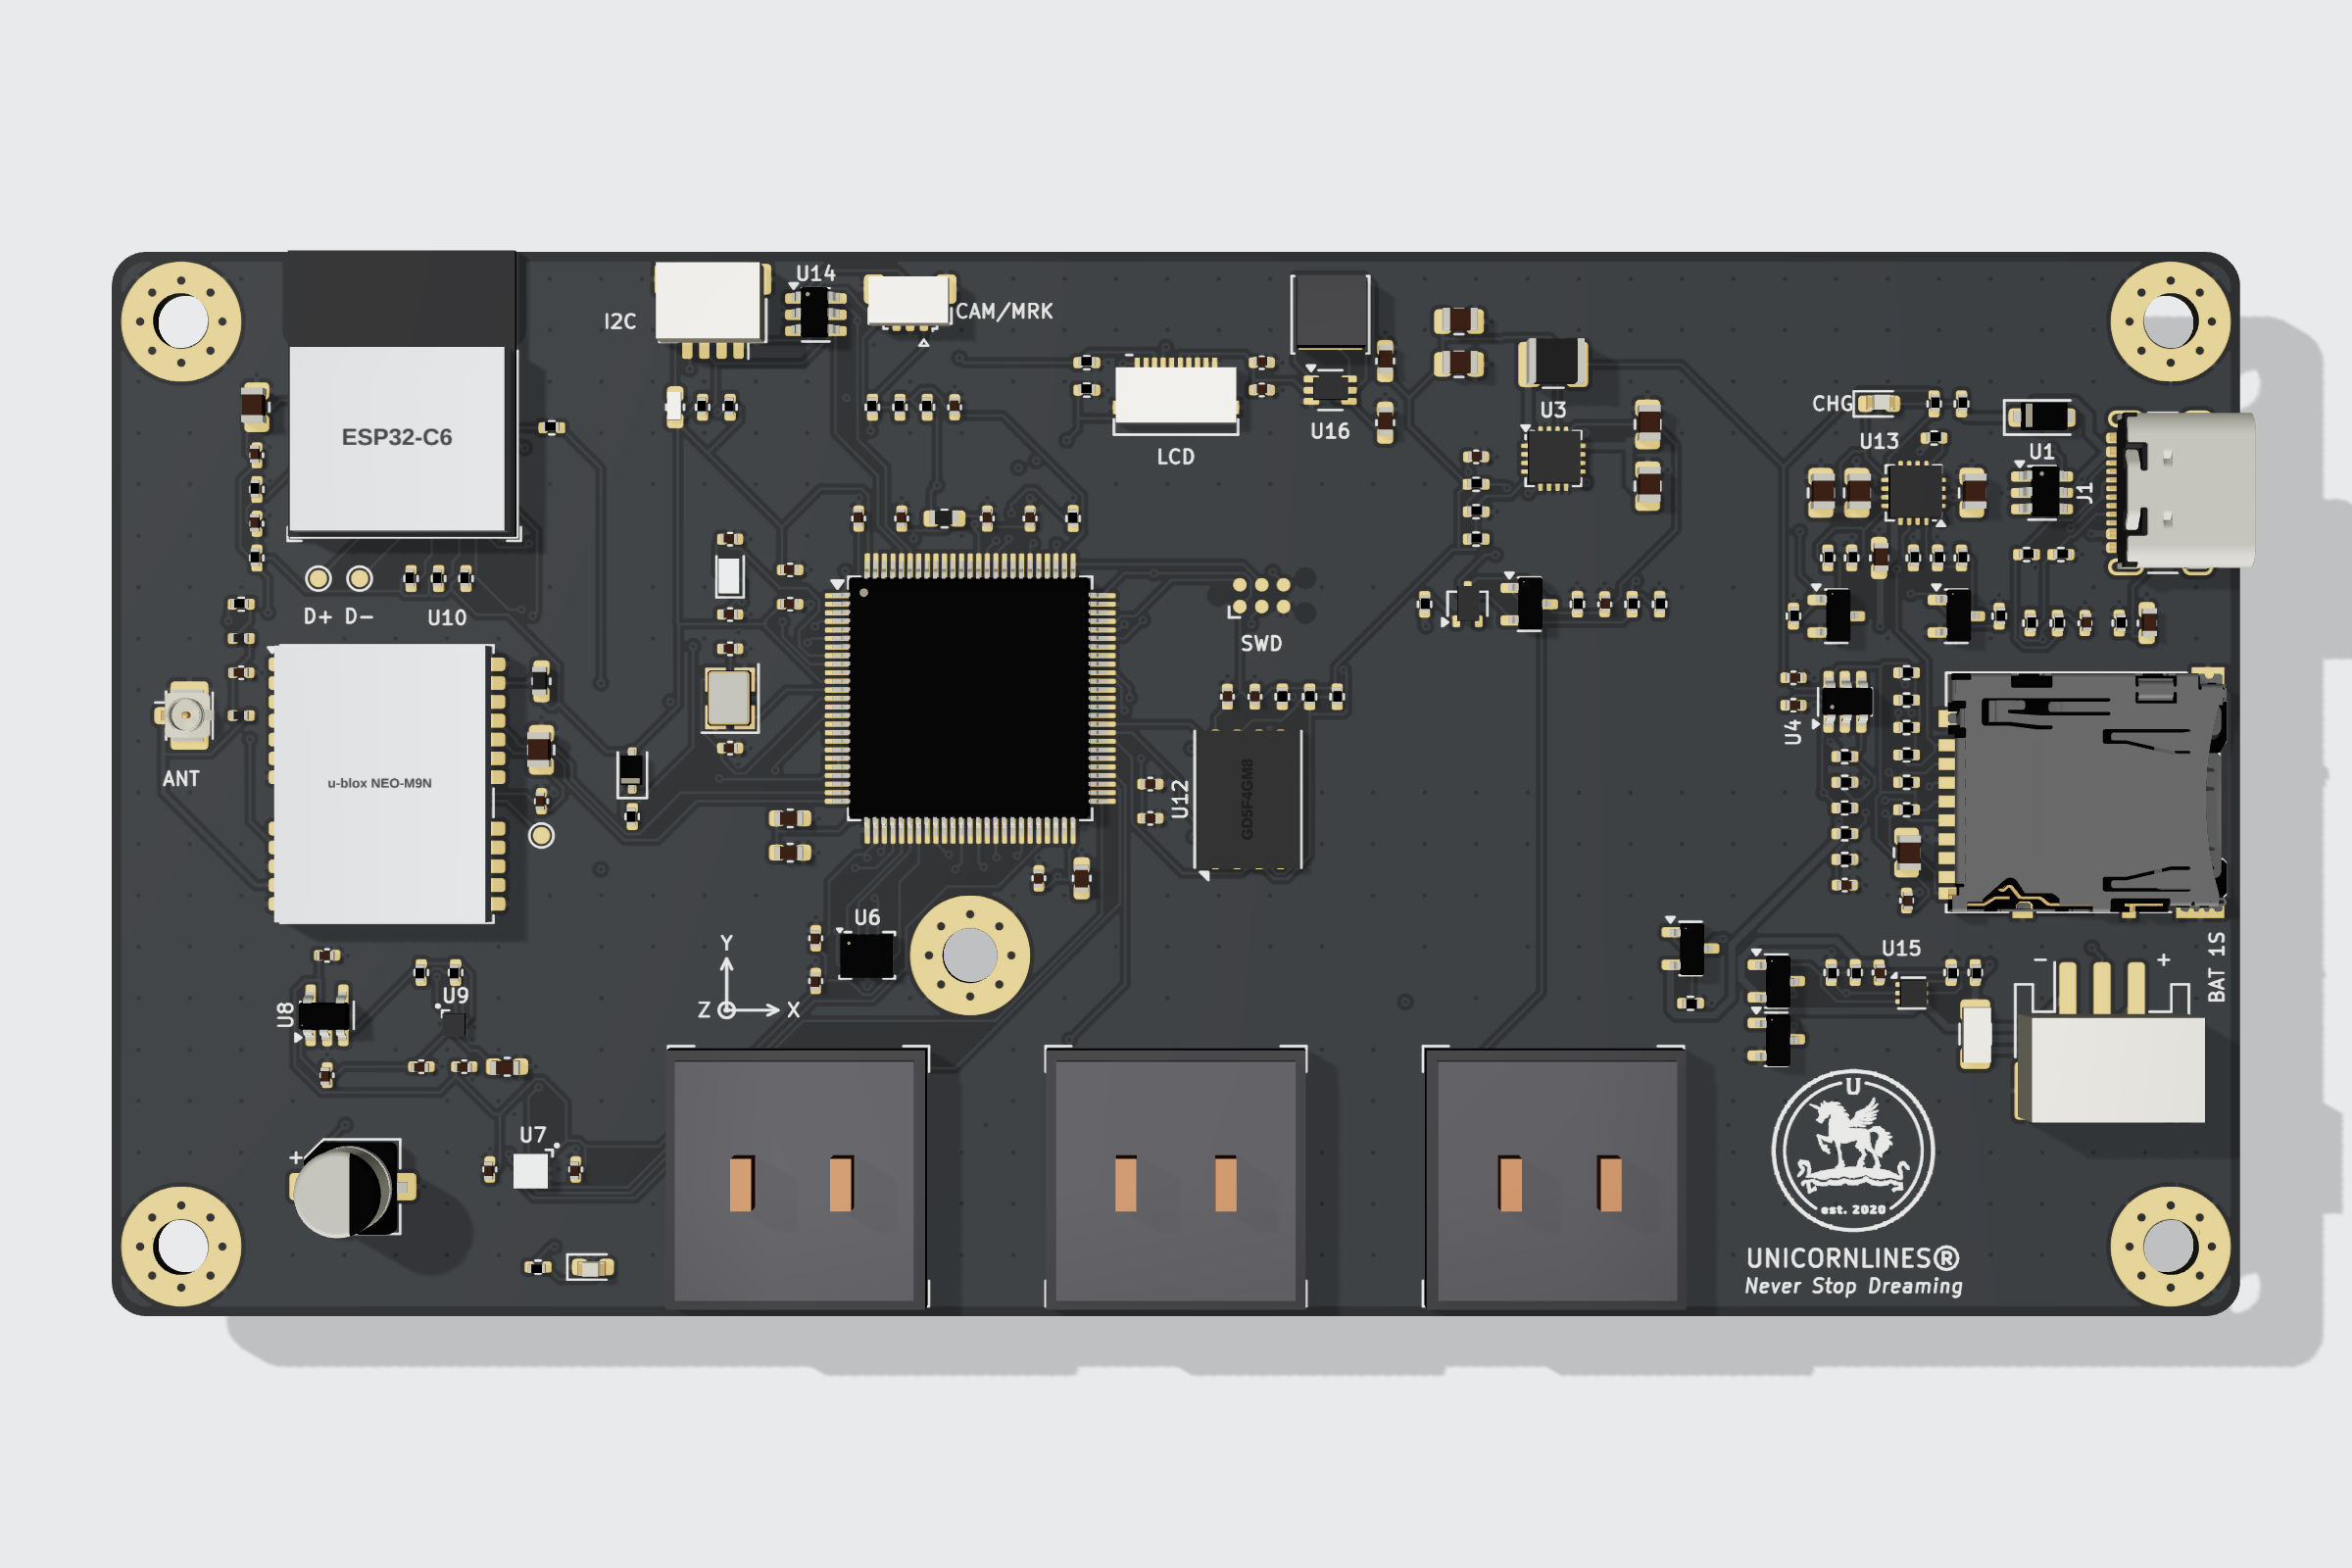 U14
I2C
CAM/MRK
ESP32-C6
LCD
U16
U3
CHG
U13
U1
J1
D+ D-
U10
SWD
ANT
u-blox NEO-M9N
U12
GD5F4GM8
U4
U6
U15
- +
BAT 1S
Y
Z X
U9
U8
U7
+
U
est. 2020
UNICORNLINES®
Never Stop Dreaming